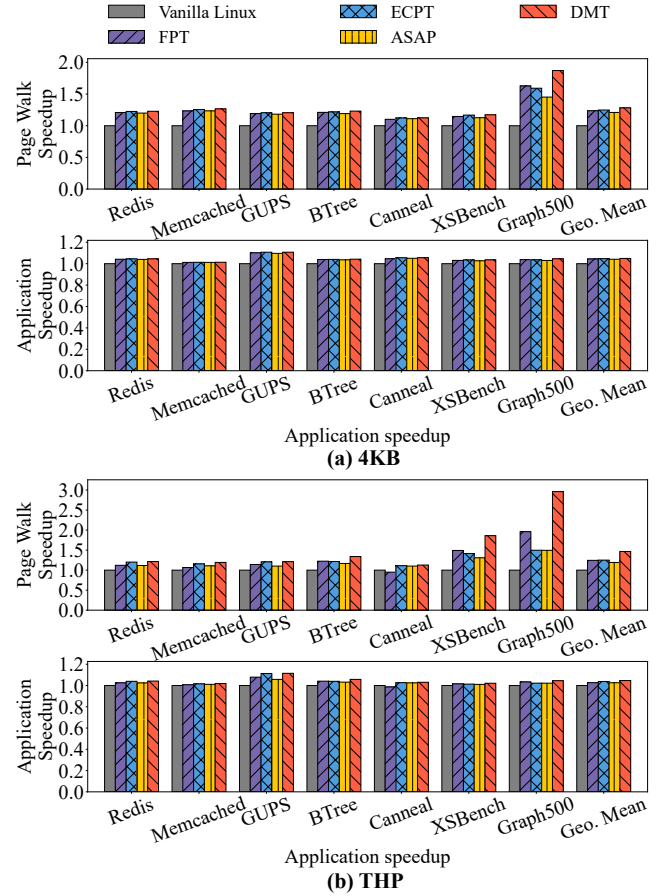 Vanilla Linux ECPT DMT
FPT ASAP
Page Walk
Speedup
2.0
1.5
1.0
0.5
0.0
Redis Memcached GUPS BTree Canneal XSBench Graph500 Geo. Mean
Application
Speedup
1.2
1.0
0.8
0.6
0.4
0.2
0.0
Redis Memcached GUPS BTree Canneal XSBench Graph500 Geo. Mean
Application speedup
(a) 4KB
Page Walk
Speedup
3.0
2.5
2.0
1.5
1.0
0.5
0.0
Redis Memcached GUPS BTree Canneal XSBench Graph500 Geo. Mean
Application
Speedup
1.2
1.0
0.8
0.6
0.4
0.2
0.0
Redis Memcached GUPS BTree Canneal XSBench Graph500 Geo. Mean
Application speedup
(b) THP